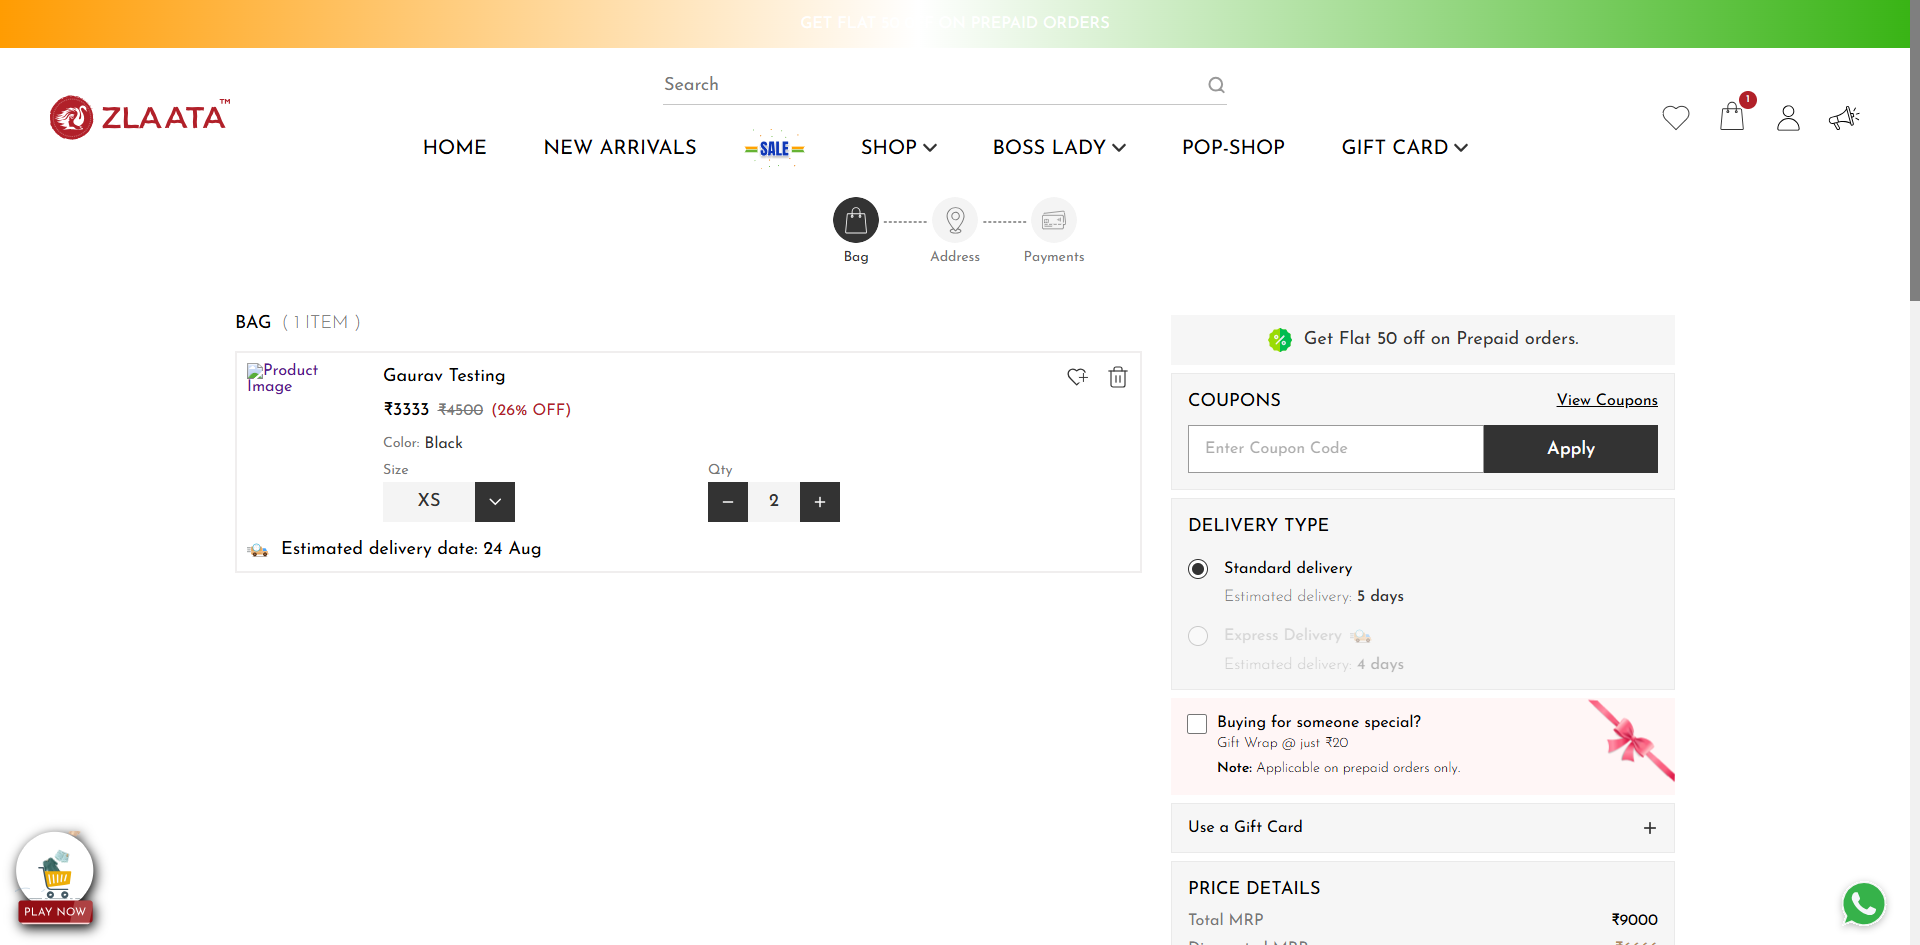 GET FLAT ON PREPAID ORDERS
ZLAATA™
Search
1
HOME
NEW ARRIVALS
SALE
SHOP
BOSS LADY
POP-SHOP
GIFT CARD
Bag
Address
Payments
BAG ( 1 ITEM )
Product Image
Gaurav Testing
₹3333 ₹4500 (26% OFF)
Color: Black
Size
Qty
XS
2
Estimated delivery date: 24 Aug
Get Flat 50 off on Prepaid orders.
COUPONS
View Coupons
Enter Coupon Code
Apply
DELIVERY TYPE
Standard delivery
Estimated delivery: 5 days
Express Delivery
Estimated delivery: 4 days
Buying for someone special?
Gift Wrap @ just ₹20
Note: Applicable on prepaid orders only.
Use a Gift Card
PRICE DETAILS
Total MRP
₹9000
PLAY NOW